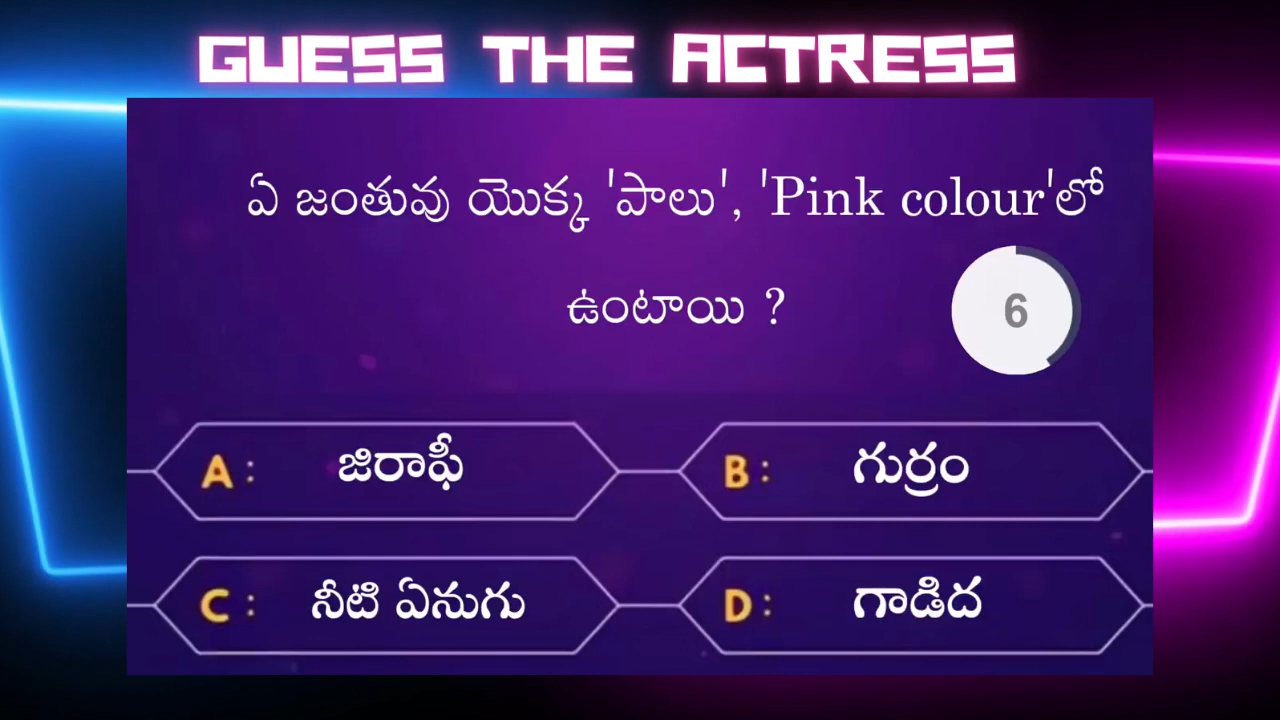 GUESS THE ACTRESS
ఏ జంతువు యొక్క 'పాలు', 'Pink colour'లో
ఉంటాయి ?
6
A : జిరాఫీ
B : గుర్రం
C : నీటి ఏనుగు
D : గాడిద